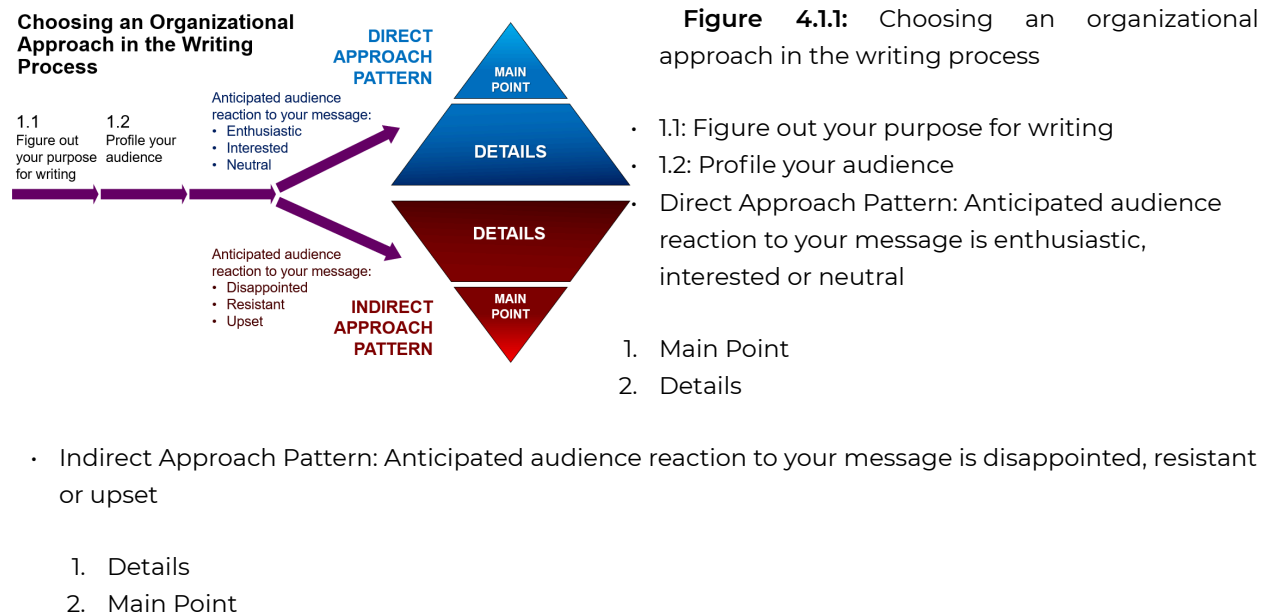 Choosing an Organizational
Approach in the Writing
Process
1.1
Figure out
your purpose
for writing
1.2
Profile your
audience
Anticipated audience
reaction to your message:
• Enthusiastic
• Interested
• Neutral
DIRECT
APPROACH
PATTERN
MAIN
POINT
DETAILS
Anticipated audience
reaction to your message:
• Disappointed
• Resistant
• Upset
INDIRECT
APPROACH
PATTERN
DETAILS
MAIN
POINT
Figure 4.1.1: Choosing an organizational
approach in the writing process
• 1.1: Figure out your purpose for writing
• 1.2: Profile your audience
• Direct Approach Pattern: Anticipated audience
reaction to your message is enthusiastic,
interested or neutral
1. Main Point
2. Details
• Indirect Approach Pattern: Anticipated audience reaction to your message is disappointed, resistant
or upset
1. Details
2. Main Point